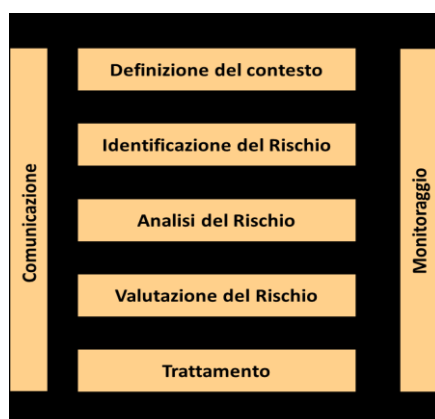 Comunicazione
Definizione del contesto
Identificazione del Rischio
Analisi del Rischio
Valutazione del Rischio
Trattamento
Monitoraggio